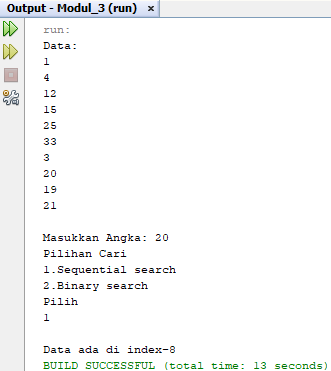 Output - Modul_3 (run) ×
run:
Data:
1
4
12
15
25
33
3
20
19
21
Masukkan Angka: 20
Pilihan Cari
1.Sequential search
2.Binary search
Pilih
1
Data ada di index-8
BUILD SUCCESSFUL (total time: 13 seconds)